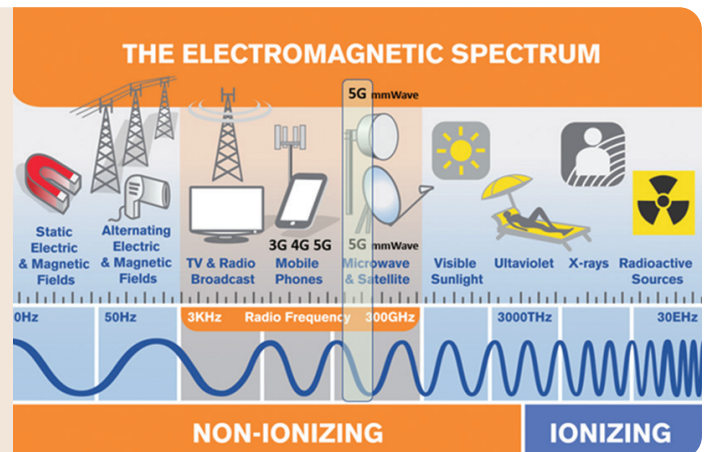 THE ELECTROMAGNETIC SPECTRUM
5G mmWave
Static
Electric
& Magnetic
Fields
Alternating
Electric
& Magnetic
Fields
TV & Radio
Broadcast
3G 4G 5G
Mobile
Phones
5G mmWave
Microwave
& Satellite
Visible
Sunlight
Ultaviolet
X-rays
Radioactive
Sources
0Hz
50Hz
3KHz
Radio Frequency
300GHz
3000THz
30EHz
NON-IONIZING
IONIZING